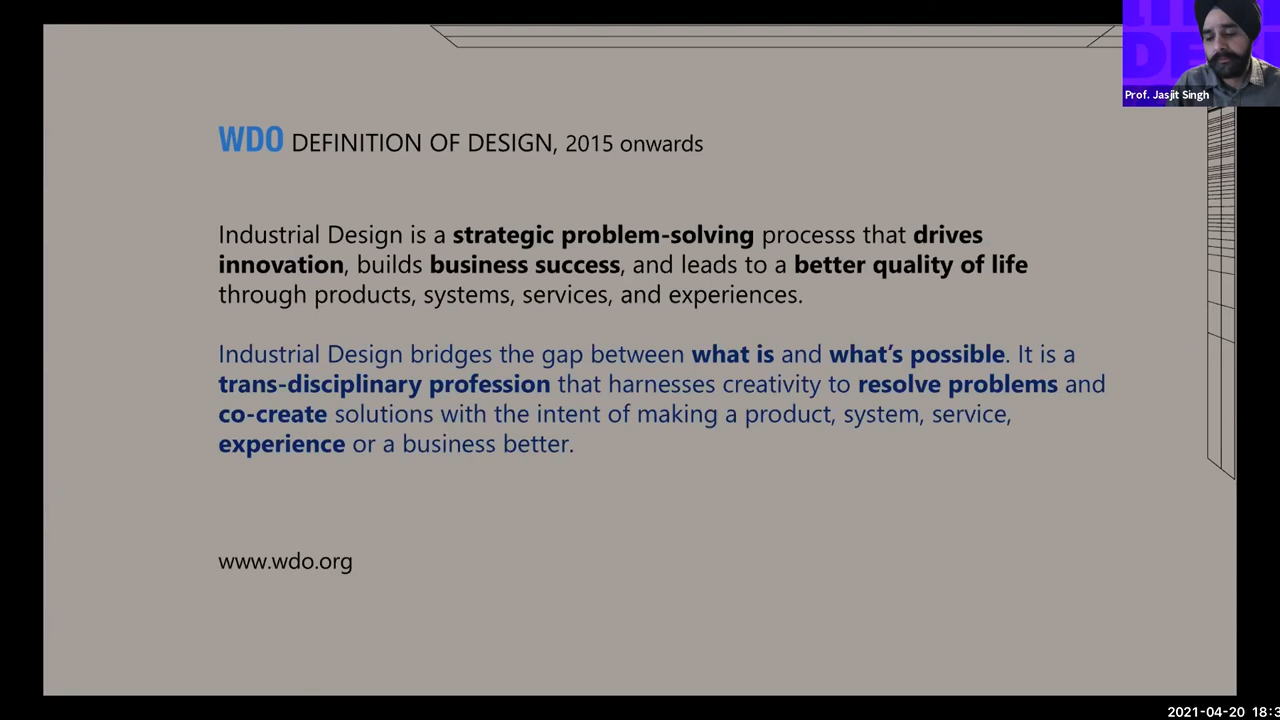 WDO DEFINITION OF DESIGN, 2015 onwards
Industrial Design is a strategic problem-solving processs that drives
innovation, builds business success, and leads to a better quality of life
through products, systems, services, and experiences.
Industrial Design bridges the gap between what is and what’s possible. It is a
trans-disciplinary profession that harnesses creativity to resolve problems and
co-create solutions with the intent of making a product, system, service,
experience or a business better.
www.wdo.org
Prof. Jasjit Singh
2021-04-20 18:3